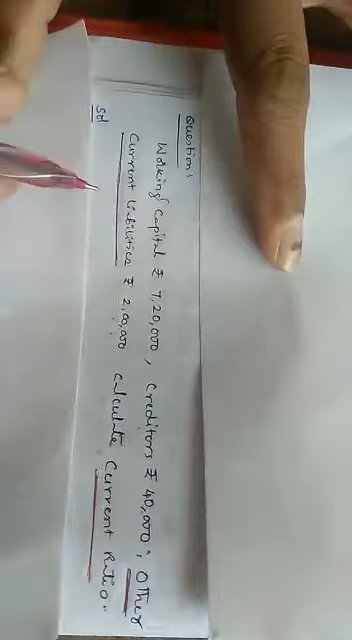 Question:
Working Capital ₹ 7,20,000, Creditors ₹ 40,000; Other
Current liabilities ₹ 2,00,000 calculate Current Ratio.
Sol